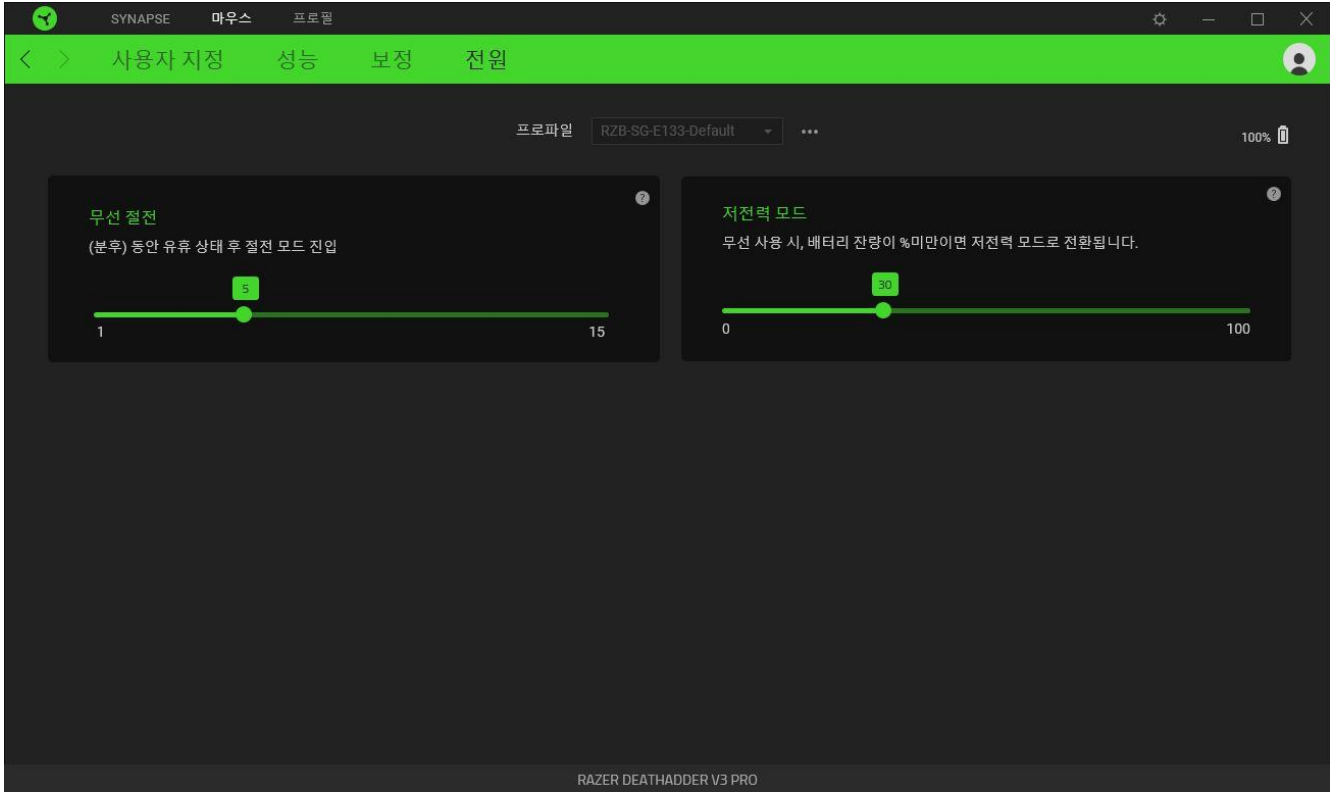 SYNAPSE 마우스 프로필
사용자 지정 성능 보정 전원
프로파일 RZB-SG-E133-Default
100%
무선 절전
(분후) 동안 유휴 상태 후 절전 모드 진입
5
1 15
저전력 모드
무선 사용 시, 배터리 잔량이 %미만이면 저전력 모드로 전환됩니다.
30
0 100
RAZER DEATHADDER V3 PRO